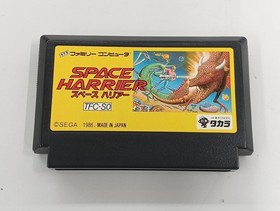 ファミリー コンピュータ
SPACE
HARRIER
スペース ハリアー
TFC-SD
©SEGA 1986 MADE IN JAPAN
タカラ